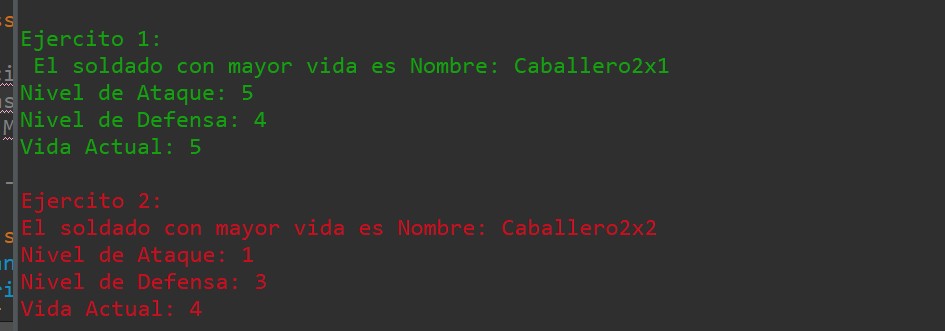 Ejercito 1:
El soldado con mayor vida es Nombre: Caballero2x1
Nivel de Ataque: 5
Nivel de Defensa: 4
Vida Actual: 5
Ejercito 2:
El soldado con mayor vida es Nombre: Caballero2x2
Nivel de Ataque: 1
Nivel de Defensa: 3
Vida Actual: 4